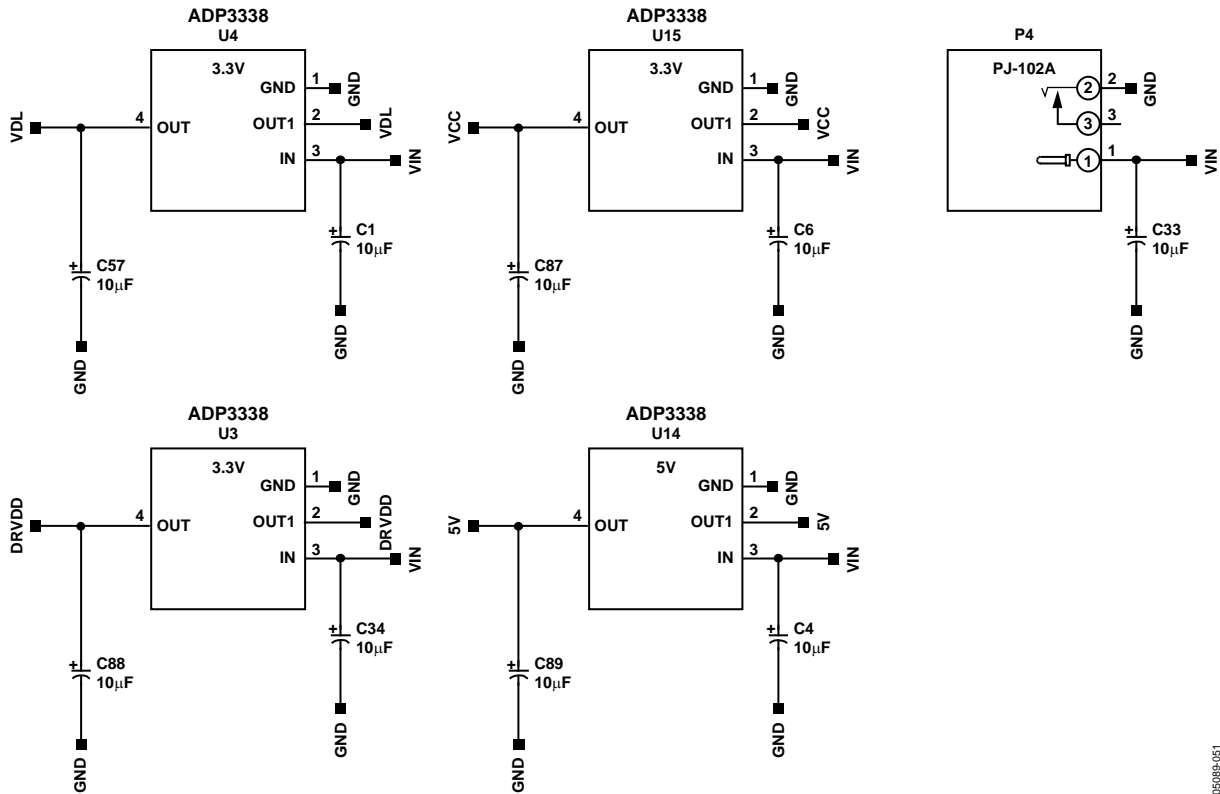 ADP3338
U4
3.3V
GND
1
GND
OUT1
2
VDL
IN
3
VIN
VDL
4
OUT
+
C1
10µF
GND
+
C57
10µF
GND
ADP3338
U15
3.3V
GND
1
GND
OUT1
2
VCC
IN
3
VIN
VCC
4
OUT
+
C6
10µF
GND
+
C87
10µF
GND
P4
PJ-102A
2
2
GND
3
3
1
1
VIN
+
C33
10µF
GND
ADP3338
U3
3.3V
GND
1
GND
OUT1
2
DRVDD
IN
3
VIN
DRVDD
4
OUT
+
C34
10µF
GND
+
C88
10µF
GND
ADP3338
U14
5V
GND
1
GND
OUT1
2
5V
IN
3
VIN
5V
4
OUT
+
C4
10µF
GND
+
C89
10µF
GND
05089-051